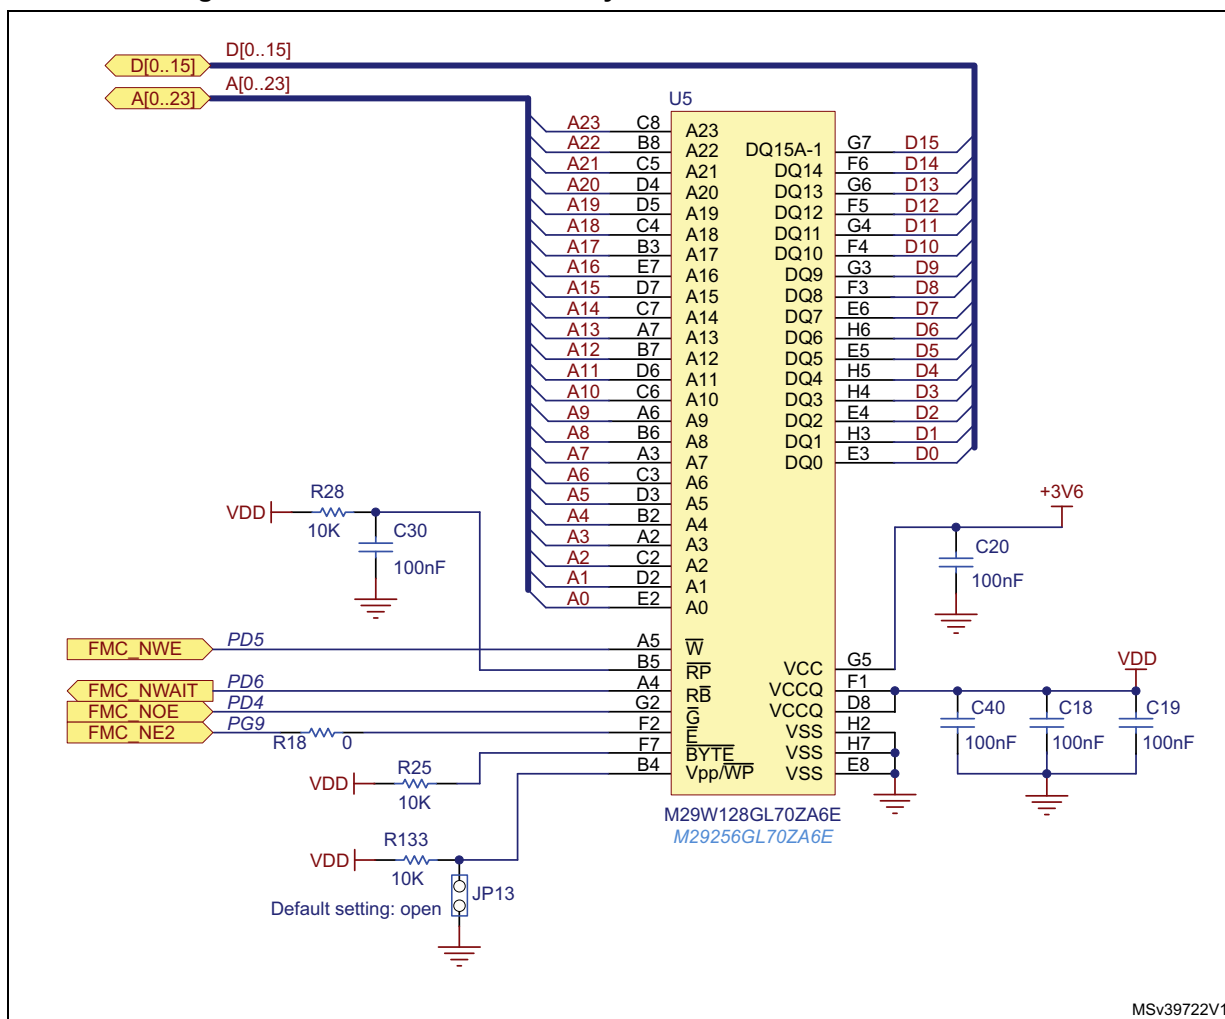 D[0..15] D[0..15]
A[0..23] A[0..23]
U5
A23 C8 A23
A22 B8 A22 DQ15A-1 G7 D15
A21 C5 A21 DQ14 F6 D14
A20 D4 A20 DQ13 G6 D13
A19 D5 A19 DQ12 F5 D12
A18 C4 A18 DQ11 G4 D11
A17 B3 A17 DQ10 F4 D10
A16 E7 A16 DQ9 G3 D9
A15 D7 A15 DQ8 F3 D8
A14 C7 A14 DQ7 E6 D7
A13 A7 A13 DQ6 H6 D6
A12 B7 A12 DQ5 E5 D5
A11 D6 A11 DQ4 H5 D4
A10 C6 A10 DQ3 H4 D3
A9 A6 A9 DQ2 E4 D2
A8 B6 A8 DQ1 H3 D1
A7 A3 A7 DQ0 E3 D0
A6 C3 A6
A5 D3 A5
A4 B2 A4
A3 A2 A3
A2 C2 A2
A1 D2 A1
A0 E2 A0
R28
VDD
10K
C30
100nF
+3V6
C20
100nF
FMC_NWE PD5 A5 W
B5 RP VCC G5
FMC_NWAIT PD6 A4 RB VCCQ F1
FMC_NOE PD4 G2 G VCCQ D8
FMC_NE2 PG9 F2 E VSS H2
R18 0
F7 BYTE VSS H7
B4 Vpp/WP VSS E8
VDD
C40 C18 C19
100nF 100nF 100nF
R25
VDD
10K
M29W128GL70ZA6E
M29256GL70ZA6E
R133
VDD
10K
JP13
Default setting: open
MSv39722V1